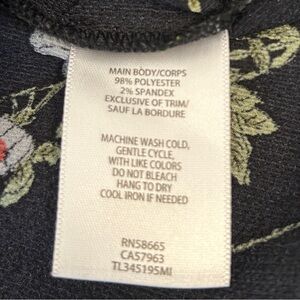 MAIN BODY/CORPS
98% POLYESTER
2% SPANDEX
EXCLUSIVE OF TRIM/
SAUF LA BORDURE
MACHINE WASH COLD,
GENTLE CYCLE,
WITH LIKE COLORS
DO NOT BLEACH
HANG TO DRY
COOL IRON IF NEEDED
RN58665
CA57963
TL345195MI